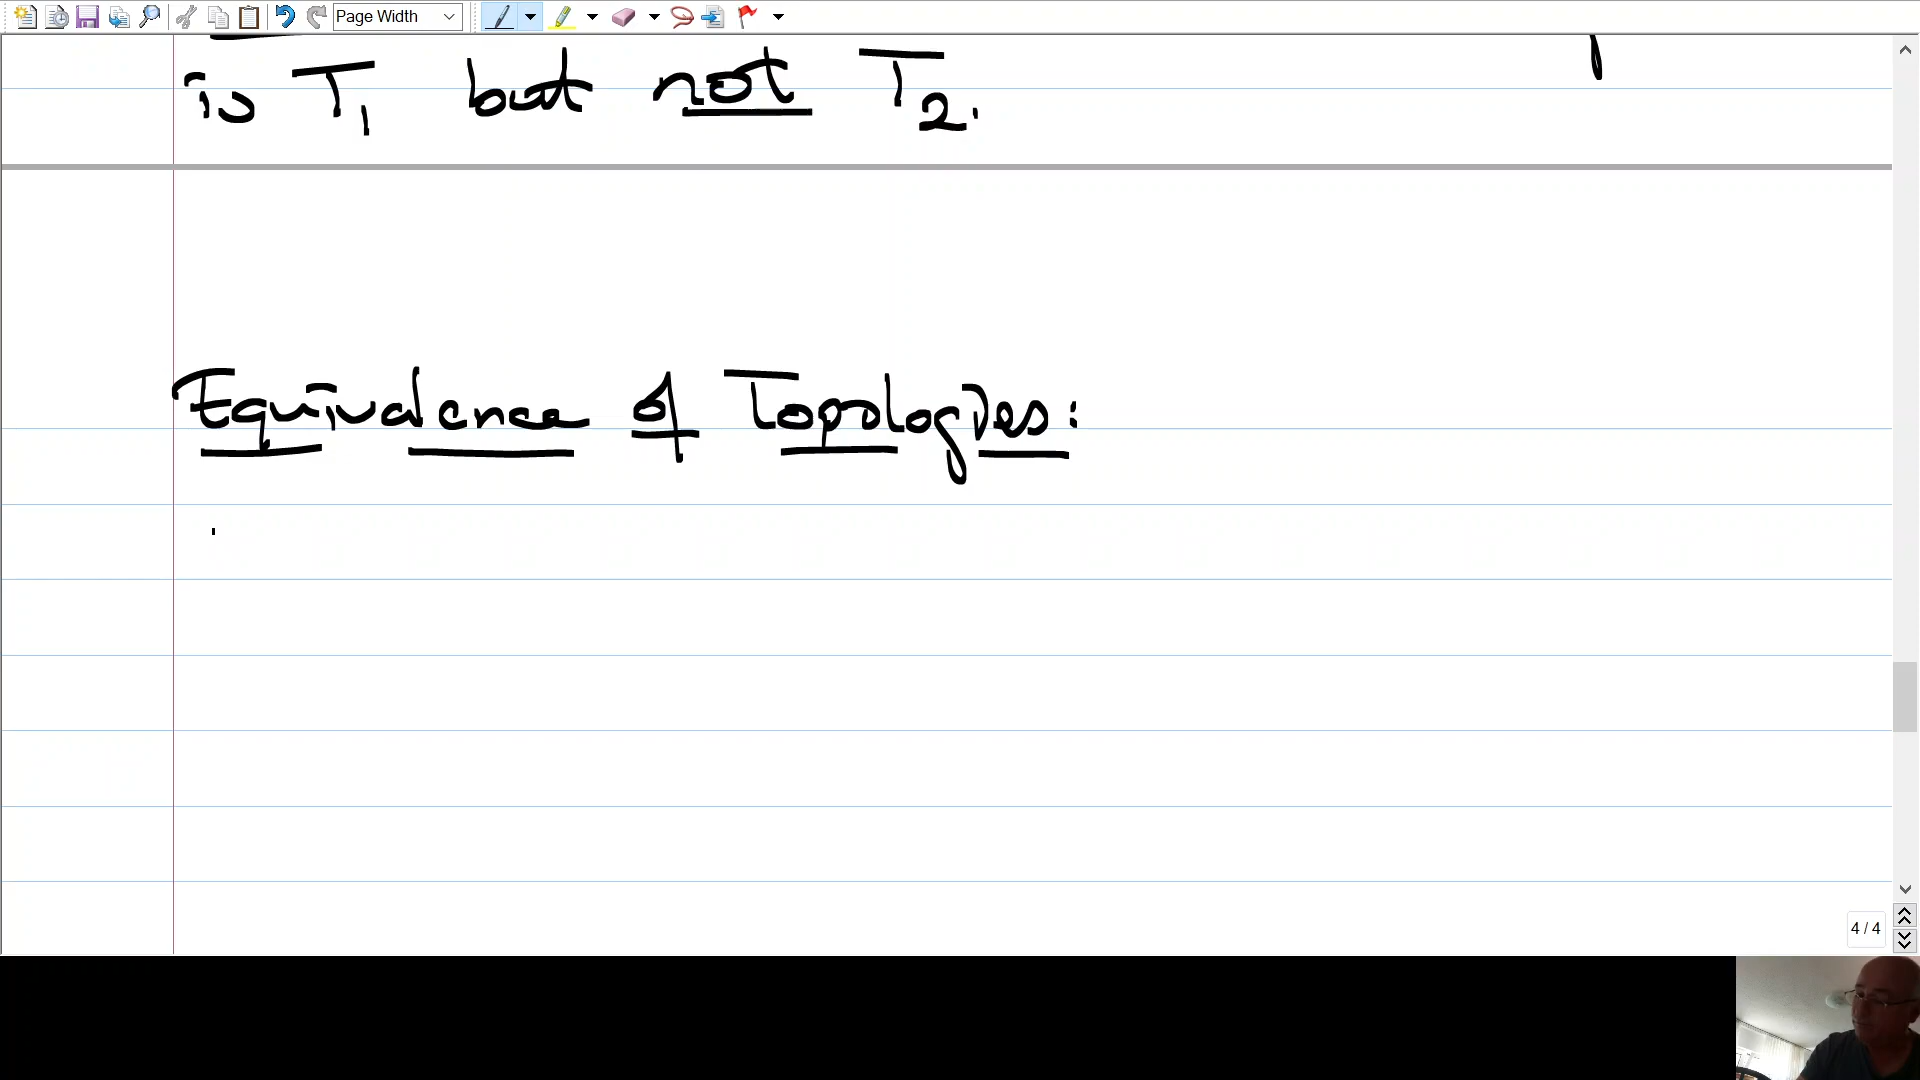 Page Width
is T₁ but not T₂.
Equivalence of Topologies:
4 / 4